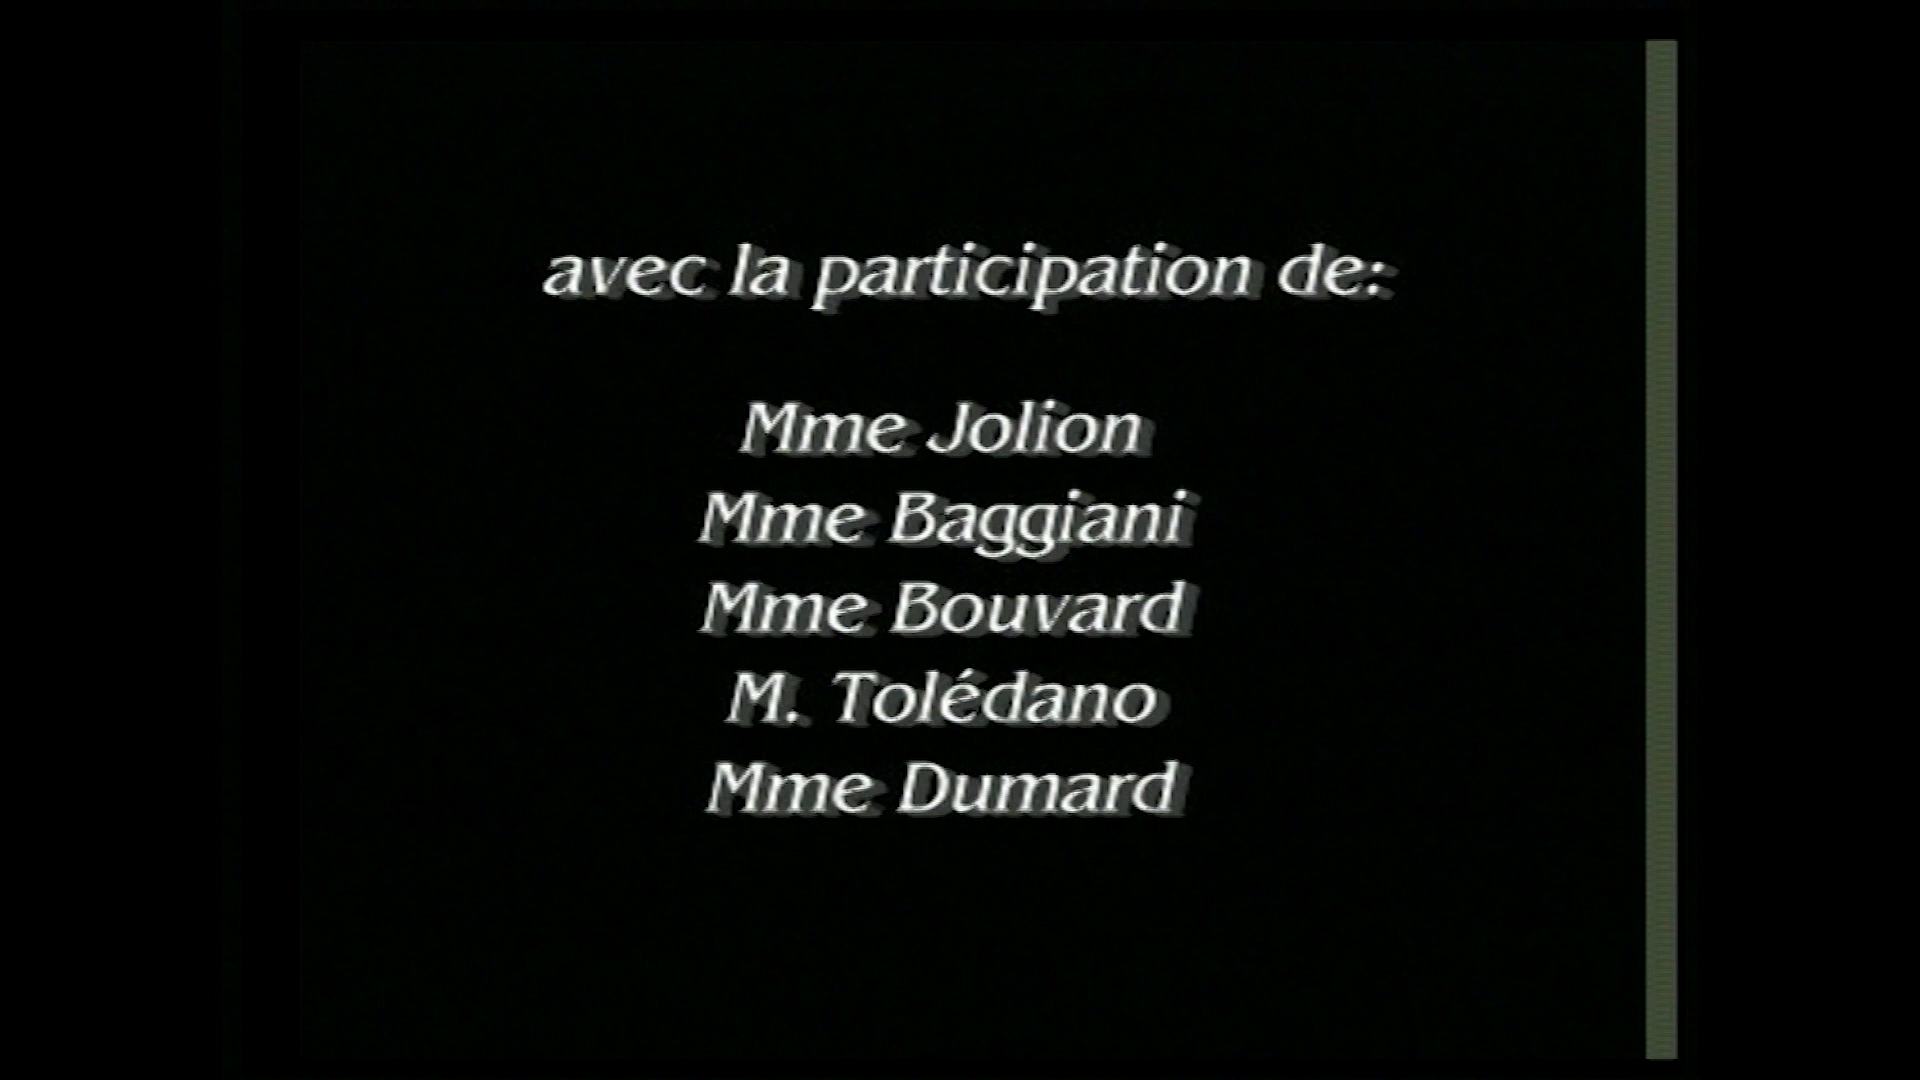 avec la participation de:
Mme Jolion
Mme Baggiani
Mme Bouvard
M. Tolédano
Mme Dumard